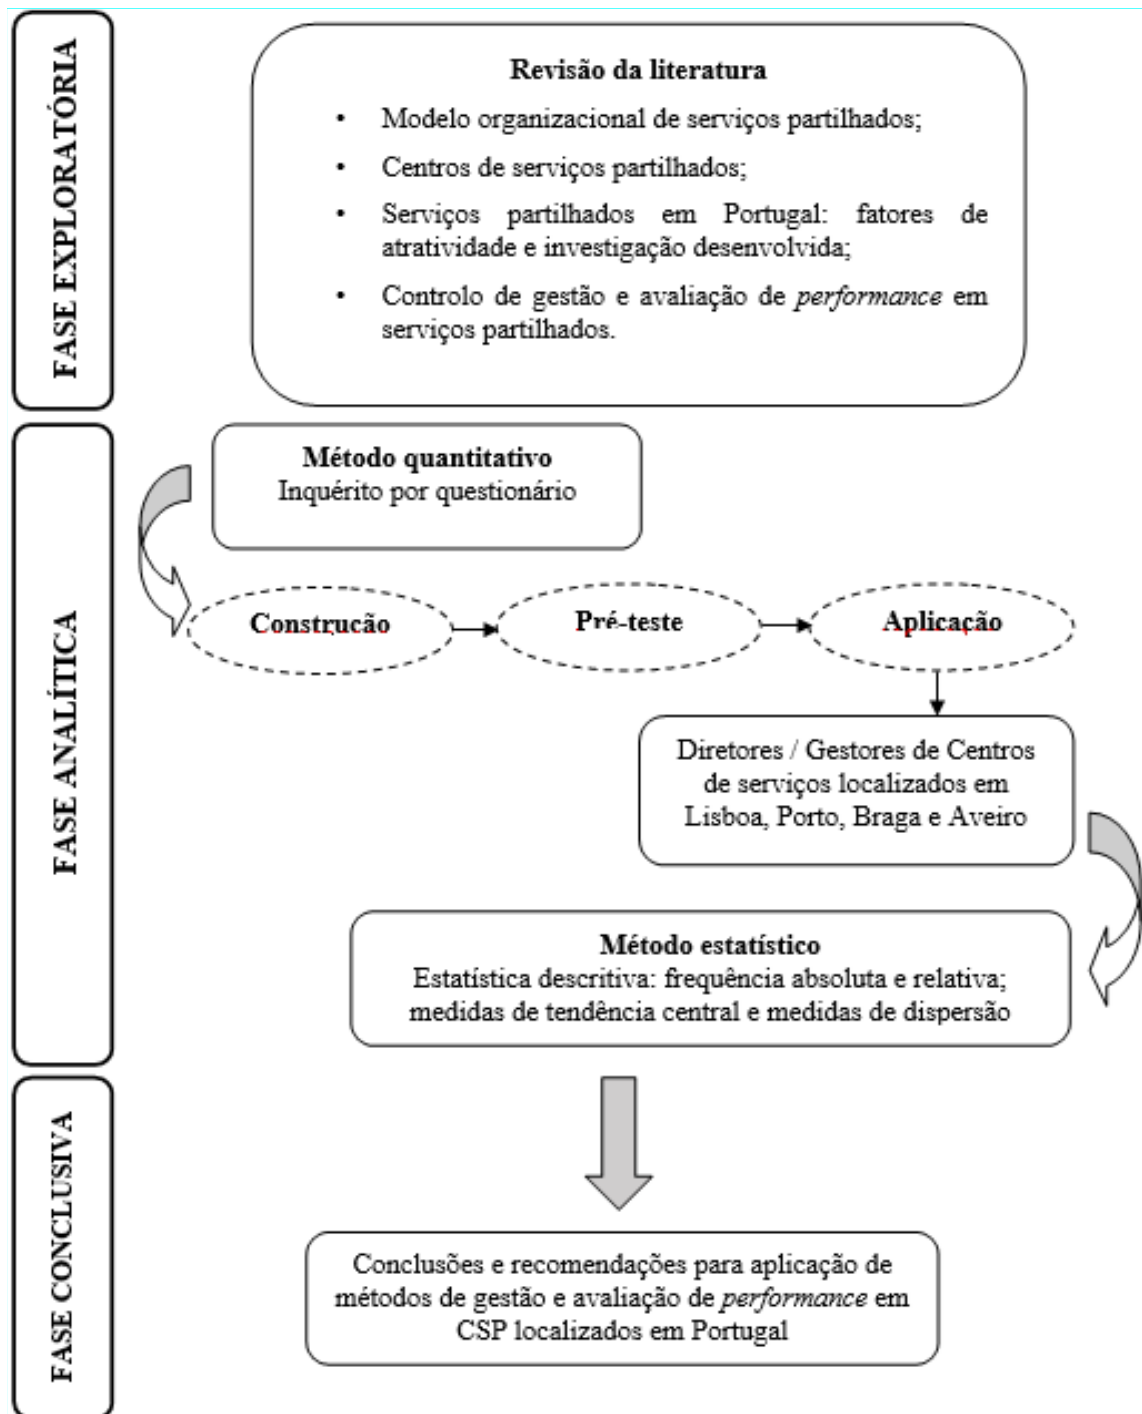 FASE EXPLORATÓRIA
Revisão da literatura
• Modelo organizacional de serviços partilhados;
• Centros de serviços partilhados;
• Serviços partilhados em Portugal: fatores de
atratividade e investigação desenvolvida;
• Controlo de gestão e avaliação de performance em
serviços partilhados.
FASE ANALÍTICA
Método quantitativo
Inquérito por questionário
Construcão
Pré-teste
Aplicação
Diretores / Gestores de Centros
de serviços localizados em
Lisboa, Porto, Braga e Aveiro
Método estatístico
Estatística descritiva: frequência absoluta e relativa;
medidas de tendência central e medidas de dispersão
FASE CONCLUSIVA
Conclusões e recomendações para aplicação de
métodos de gestão e avaliação de performance em
CSP localizados em Portugal